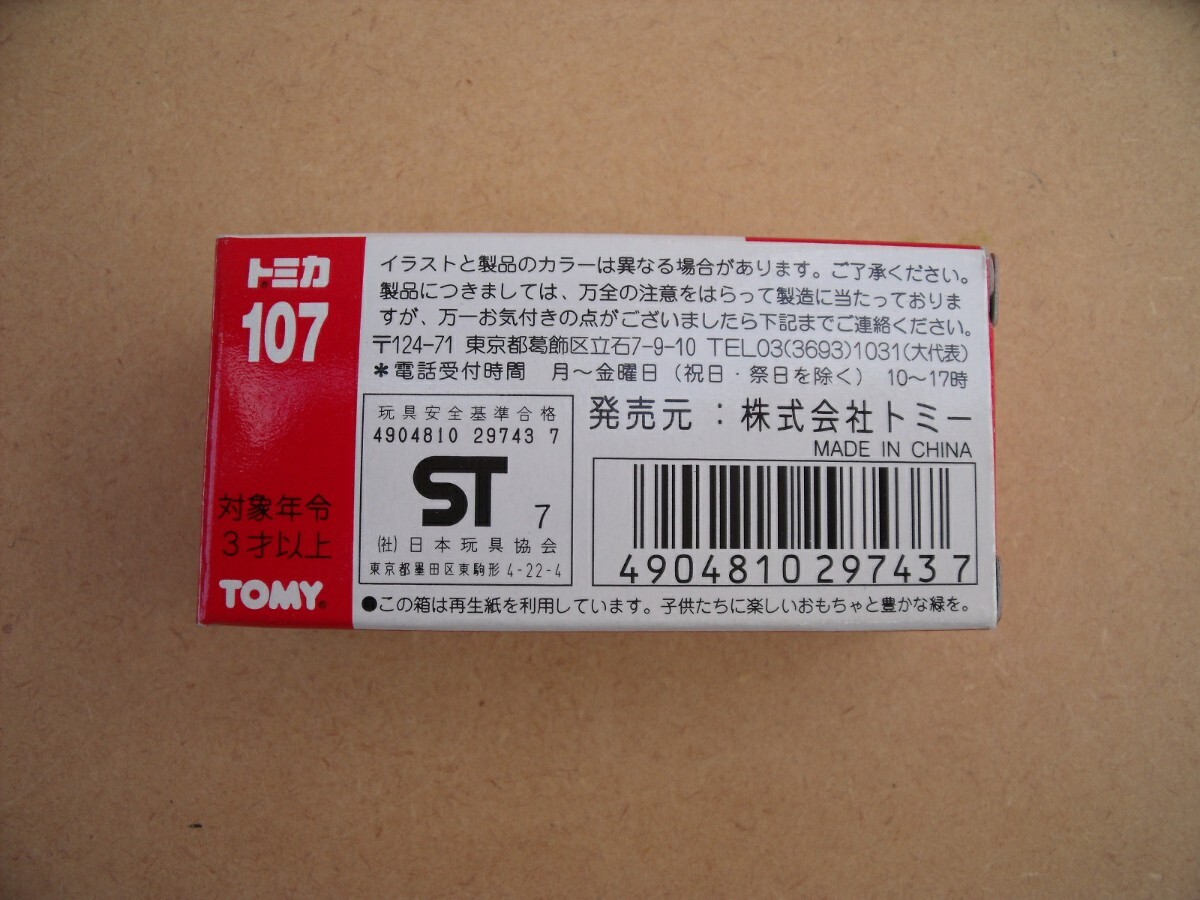 トミカ
107
対象年令
3才以上
TOMY
イラストと製品のカラーは異なる場合があります。ご了承ください。
製品につきましては、万全の注意をはらって製造に当たっておりま
すが、万一お気付きの点がございましたら下記までご連絡ください。
〒124-71 東京都葛飾区立石7-9-10 TEL03(3693)1031(大代表)
＊電話受付時間 月～金曜日（祝日・祭日を除く） 10～17時
玩具安全基準合格
4904810 29743 7
ST 7
(社)日本玩具協会
東京都墨田区東駒形 4-22-4
発売元：株式会社トミー
MADE IN CHINA
4904810297437
●この箱は再生紙を利用しています。子供たちに楽しいおもちゃと豊かな緑を。